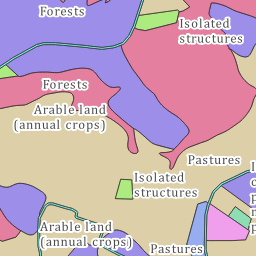 Forests
Isolated
structures
Forests
Arable land
(annual crops)
Pastures
Isolated
structures
Arable land
(annual crops)
Pastures